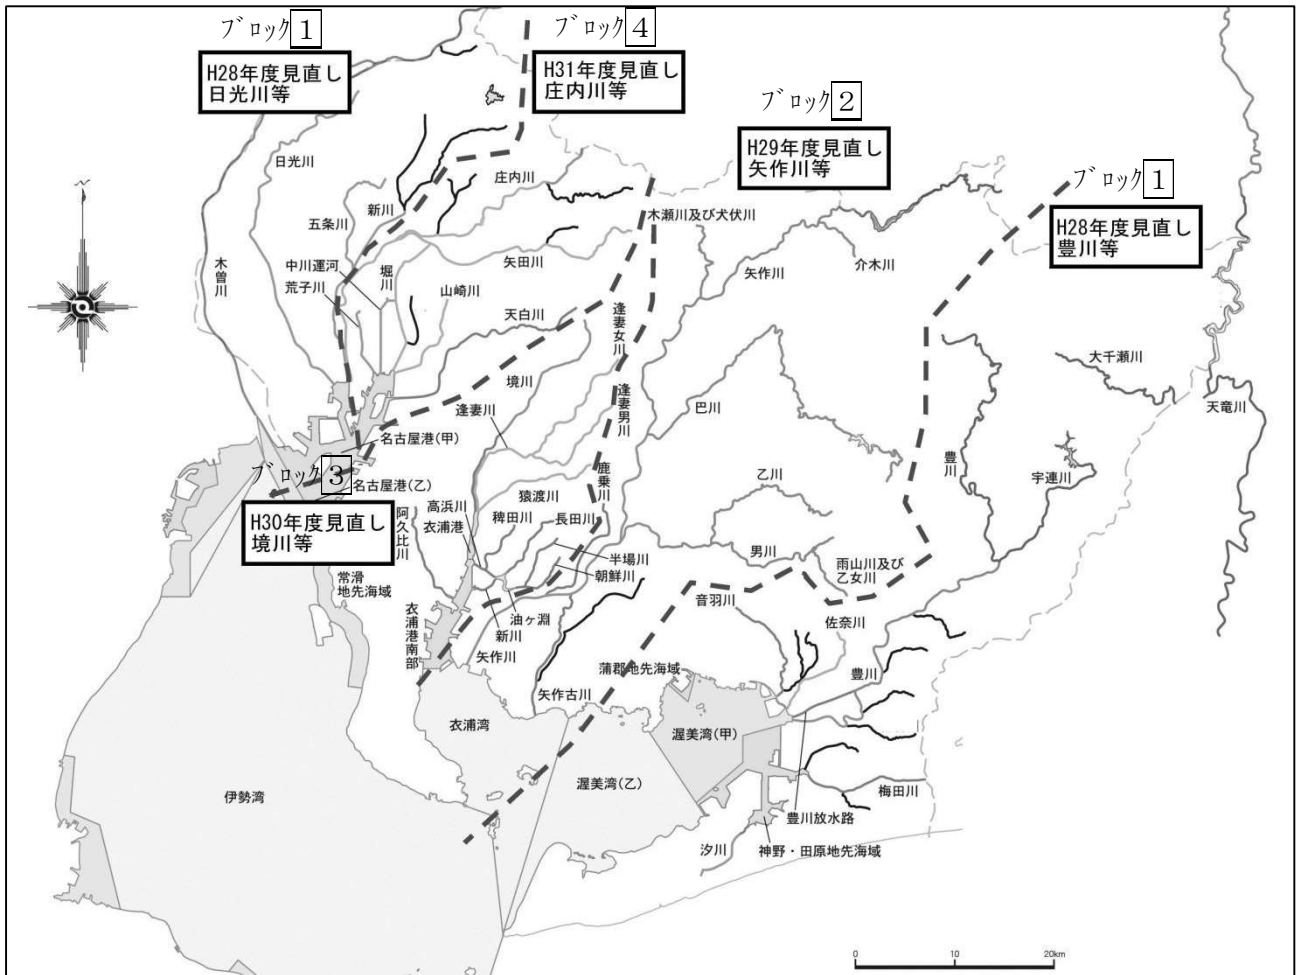 ブロック1
H28年度見直し
日光川等
ブロック4
H31年度見直し
庄内川等
ブロック2
H29年度見直し
矢作川等
ブロック1
H28年度見直し
豊川等
ブロック3
H30年度見直し
境川等
日光川
五条川
新川
庄内川
木瀬川及び犬伏川
中川運河
荒子川
堀川
矢田川
山崎川
木曽川
矢作川
介木川
天白川
逢妻女川
境川
逢妻川
逢妻男川
巴川
大千瀬川
天竜川
名古屋港(甲)
名古屋港(乙)
豊川
宇連川
鹿乗川
乙川
猿渡川
高浜川
稗田川
長田川
衣浦港
阿久比川
半場川
朝鮮川
男川
雨山川及び
乙女川
常滑
地先海域
音羽川
佐奈川
油ヶ淵
新川
衣浦港南部
矢作川
蒲郡地先海域
豊川
矢作古川
衣浦湾
渥美湾(甲)
渥美湾(乙)
伊勢湾
梅田川
豊川放水路
汐川
神野・田原地先海域
0
10
20km